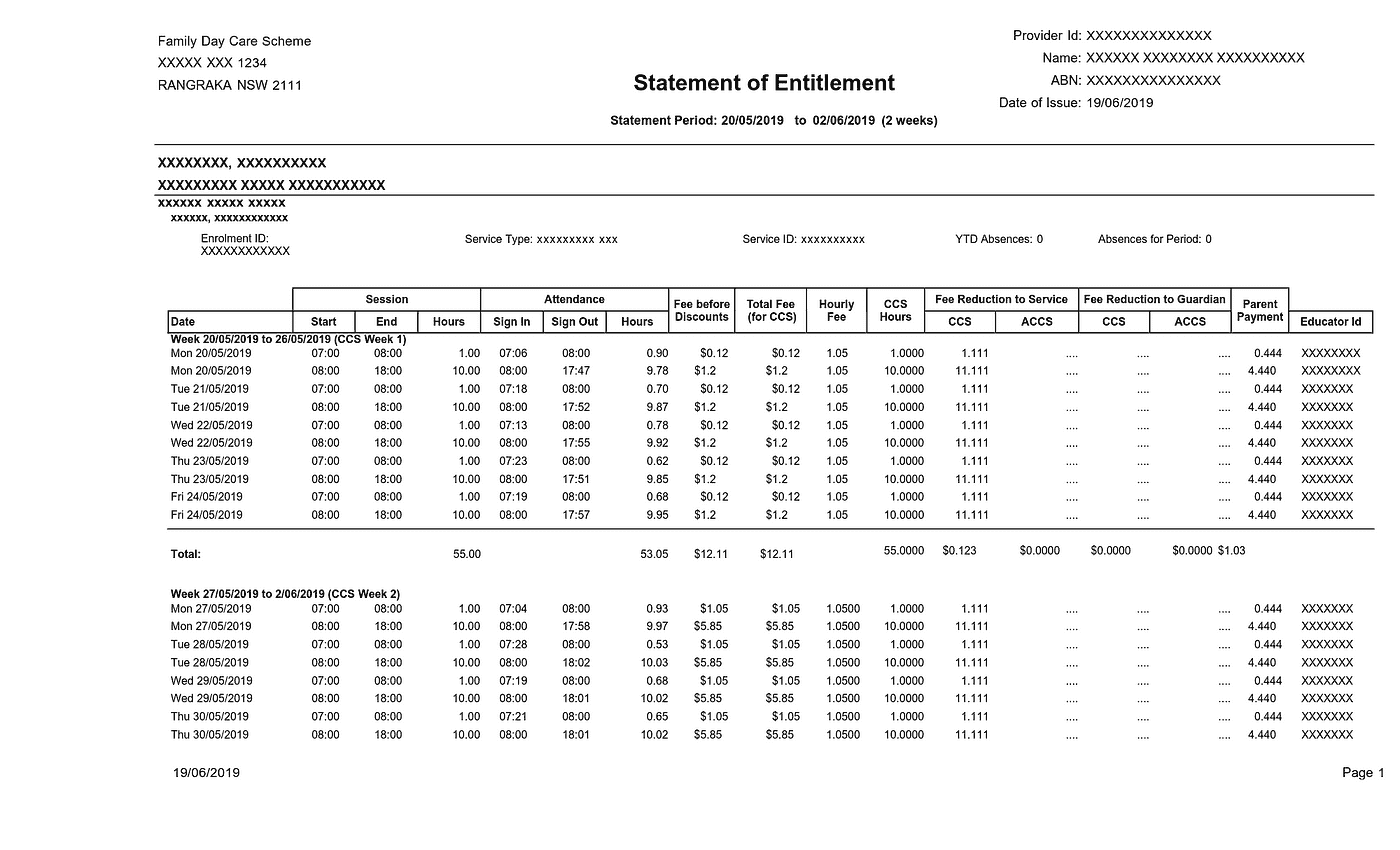 Family Day Care Scheme
XXXXX XXX 1234
RANGRAKA NSW 2111
Statement of Entitlement
Statement Period: 20/05/2019 to 02/06/2019 (2 weeks)
Provider Id: XXXXXXXXXXXXXX
Name: XXXXXX XXXXXXXX XXXXXXXXXX
ABN: XXXXXXXXXXXXXXX
Date of Issue: 19/06/2019
XXXXXXXX, XXXXXXXXXX
XXXXXXXXX XXXXX XXXXXXXXXXX
xxxxxx xxxxx xxxxx
xxxxxx, xxxxxxxxxxxx
Enrolment ID: Service Type: xxxxxxxxx xxx Service ID: xxxxxxxxxx YTD Absences: 0 Absences for Period: 0
XXXXXXXXXXXX
Session Attendance Fee before Discounts Total Fee (for CCS) Hourly Fee CCS Hours Fee Reduction to Service Fee Reduction to Guardian Parent Payment
Date Start End Hours Sign In Sign Out Hours CCS ACCS CCS ACCS Educator Id
Week 20/05/2019 to 26/05/2019 (CCS Week 1)
Mon 20/05/2019 07:00 08:00 1.00 07:06 08:00 0.90 $0.12 $0.12 1.05 1.0000 1.111 .... .... .... 0.444 XXXXXXXX
Mon 20/05/2019 08:00 18:00 10.00 08:00 17:47 9.78 $1.2 $1.2 1.05 10.0000 11.111 .... .... .... 4.440 XXXXXXXX
Tue 21/05/2019 07:00 08:00 1.00 07:18 08:00 0.70 $0.12 $0.12 1.05 1.0000 1.111 .... .... .... 0.444 XXXXXXX
Tue 21/05/2019 08:00 18:00 10.00 08:00 17:52 9.87 $1.2 $1.2 1.05 10.0000 11.111 .... .... .... 4.440 XXXXXXX
Wed 22/05/2019 07:00 08:00 1.00 07:13 08:00 0.78 $0.12 $0.12 1.05 1.0000 1.111 .... .... .... 0.444 XXXXXXX
Wed 22/05/2019 08:00 18:00 10.00 08:00 17:55 9.92 $1.2 $1.2 1.05 10.0000 11.111 .... .... .... 4.440 XXXXXXX
Thu 23/05/2019 07:00 08:00 1.00 07:23 08:00 0.62 $0.12 $0.12 1.05 1.0000 1.111 .... .... .... 0.444 XXXXXXX
Thu 23/05/2019 08:00 18:00 10.00 08:00 17:51 9.85 $1.2 $1.2 1.05 10.0000 11.111 .... .... .... 4.440 XXXXXXX
Fri 24/05/2019 07:00 08:00 1.00 07:19 08:00 0.68 $0.12 $0.12 1.05 1.0000 1.111 .... .... .... 0.444 XXXXXXX
Fri 24/05/2019 08:00 18:00 10.00 08:00 17:57 9.95 $1.2 $1.2 1.05 10.0000 11.111 .... .... .... 4.440 XXXXXXX
Total: 55.00 53.05 $12.11 $12.11 55.0000 $0.123 $0.0000 $0.0000 $0.0000 $1.03
Week 27/05/2019 to 2/06/2019 (CCS Week 2)
Mon 27/05/2019 07:00 08:00 1.00 07:04 08:00 0.93 $1.05 $1.05 1.0500 1.0000 1.111 .... .... .... 0.444 XXXXXXX
Mon 27/05/2019 08:00 18:00 10.00 08:00 17:58 9.97 $5.85 $5.85 1.0500 10.0000 11.111 .... .... .... 4.440 XXXXXXX
Tue 28/05/2019 07:00 08:00 1.00 07:28 08:00 0.53 $1.05 $1.05 1.0500 1.0000 1.111 .... .... .... 0.444 XXXXXXX
Tue 28/05/2019 08:00 18:00 10.00 08:00 18:02 10.03 $5.85 $5.85 1.0500 10.0000 11.111 .... .... .... 4.440 XXXXXXX
Wed 29/05/2019 07:00 08:00 1.00 07:19 08:00 0.68 $1.05 $1.05 1.0500 1.0000 1.111 .... .... .... 0.444 XXXXXXX
Wed 29/05/2019 08:00 18:00 10.00 08:00 18:01 10.02 $5.85 $5.85 1.0500 10.0000 11.111 .... .... .... 4.440 XXXXXXX
Thu 30/05/2019 07:00 08:00 1.00 07:21 08:00 0.65 $1.05 $1.05 1.0500 1.0000 1.111 .... .... .... 0.444 XXXXXXX
Thu 30/05/2019 08:00 18:00 10.00 08:00 18:01 10.02 $5.85 $5.85 1.0500 10.0000 11.111 .... .... .... 4.440 XXXXXXX
19/06/2019 Page 1